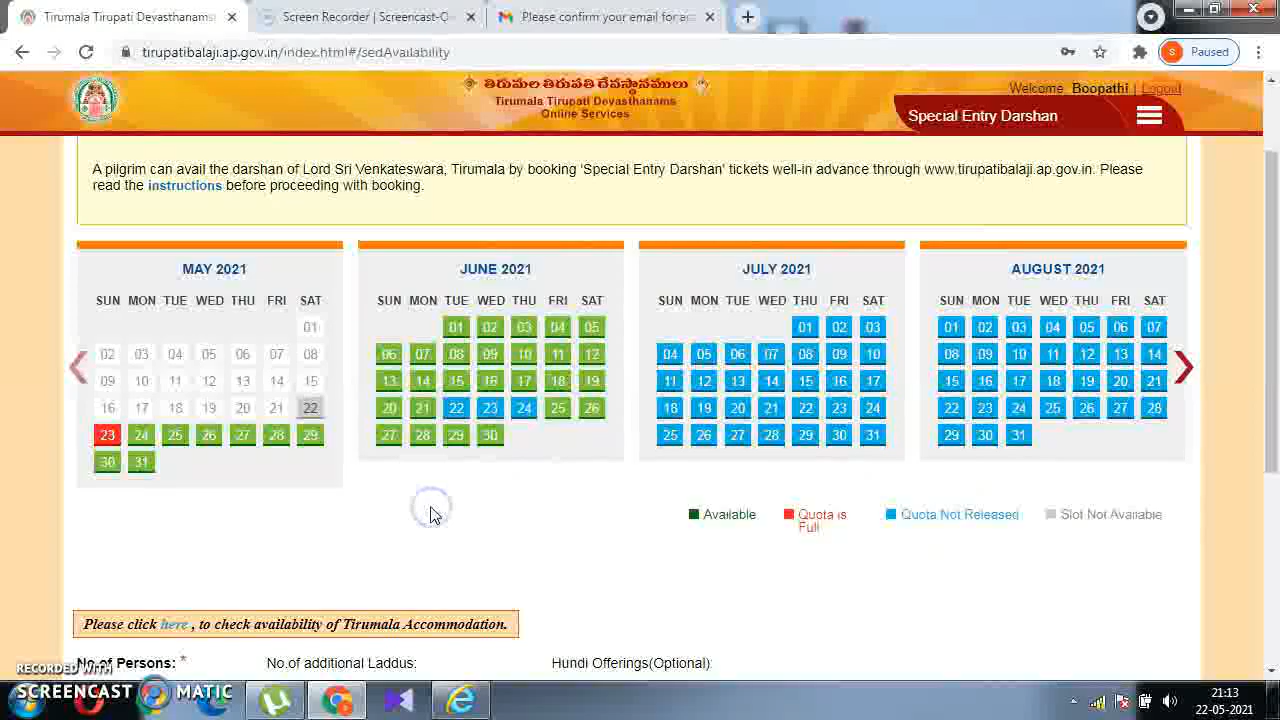 Tirumala Tirupati Devasthanams
Screen Recorder | Screencast-O
Please confirm your email for
tirupatibalaji.ap.gov.in/index.html#/sedAvailability
S Paused
తిరుమల తిరుపతి దేవస్థానములు
Tirumala Tirupati Devasthanams
Online Services
Welcome, Boopathi | Logout
Special Entry Darshan
A pilgrim can avail the darshan of Lord Sri Venkateswara, Tirumala by booking ‘Special Entry Darshan’ tickets well-in advance through www.tirupatibalaji.ap.gov.in. Please
read the instructions before proceeding with booking.
MAY 2021
SUN MON TUE WED THU FRI SAT
01
02 03 04 05 06 07 08
09 10 11 12 13 14 15
16 17 18 19 20 21 22
23 24 25 26 27 28 29
30 31
JUNE 2021
SUN MON TUE WED THU FRI SAT
01 02 03 04 05
06 07 08 09 10 11 12
13 14 15 16 17 18 19
20 21 22 23 24 25 26
27 28 29 30
JULY 2021
SUN MON TUE WED THU FRI SAT
01 02 03
04 05 06 07 08 09 10
11 12 13 14 15 16 17
18 19 20 21 22 23 24
25 26 27 28 29 30 31
AUGUST 2021
SUN MON TUE WED THU FRI SAT
01 02 03 04 05 06 07
08 09 10 11 12 13 14
15 16 17 18 19 20 21
22 23 24 25 26 27 28
29 30 31
Available
Quota is
Full
Quota Not Released
Slot Not Available
Please click here , to check availability of Tirumala Accommodation.
No.of Persons: *
No.of additional Laddus:
Hundi Offerings(Optional):
RECORDED WITH
SCREENCAST MATIC
21:13
22-05-2021